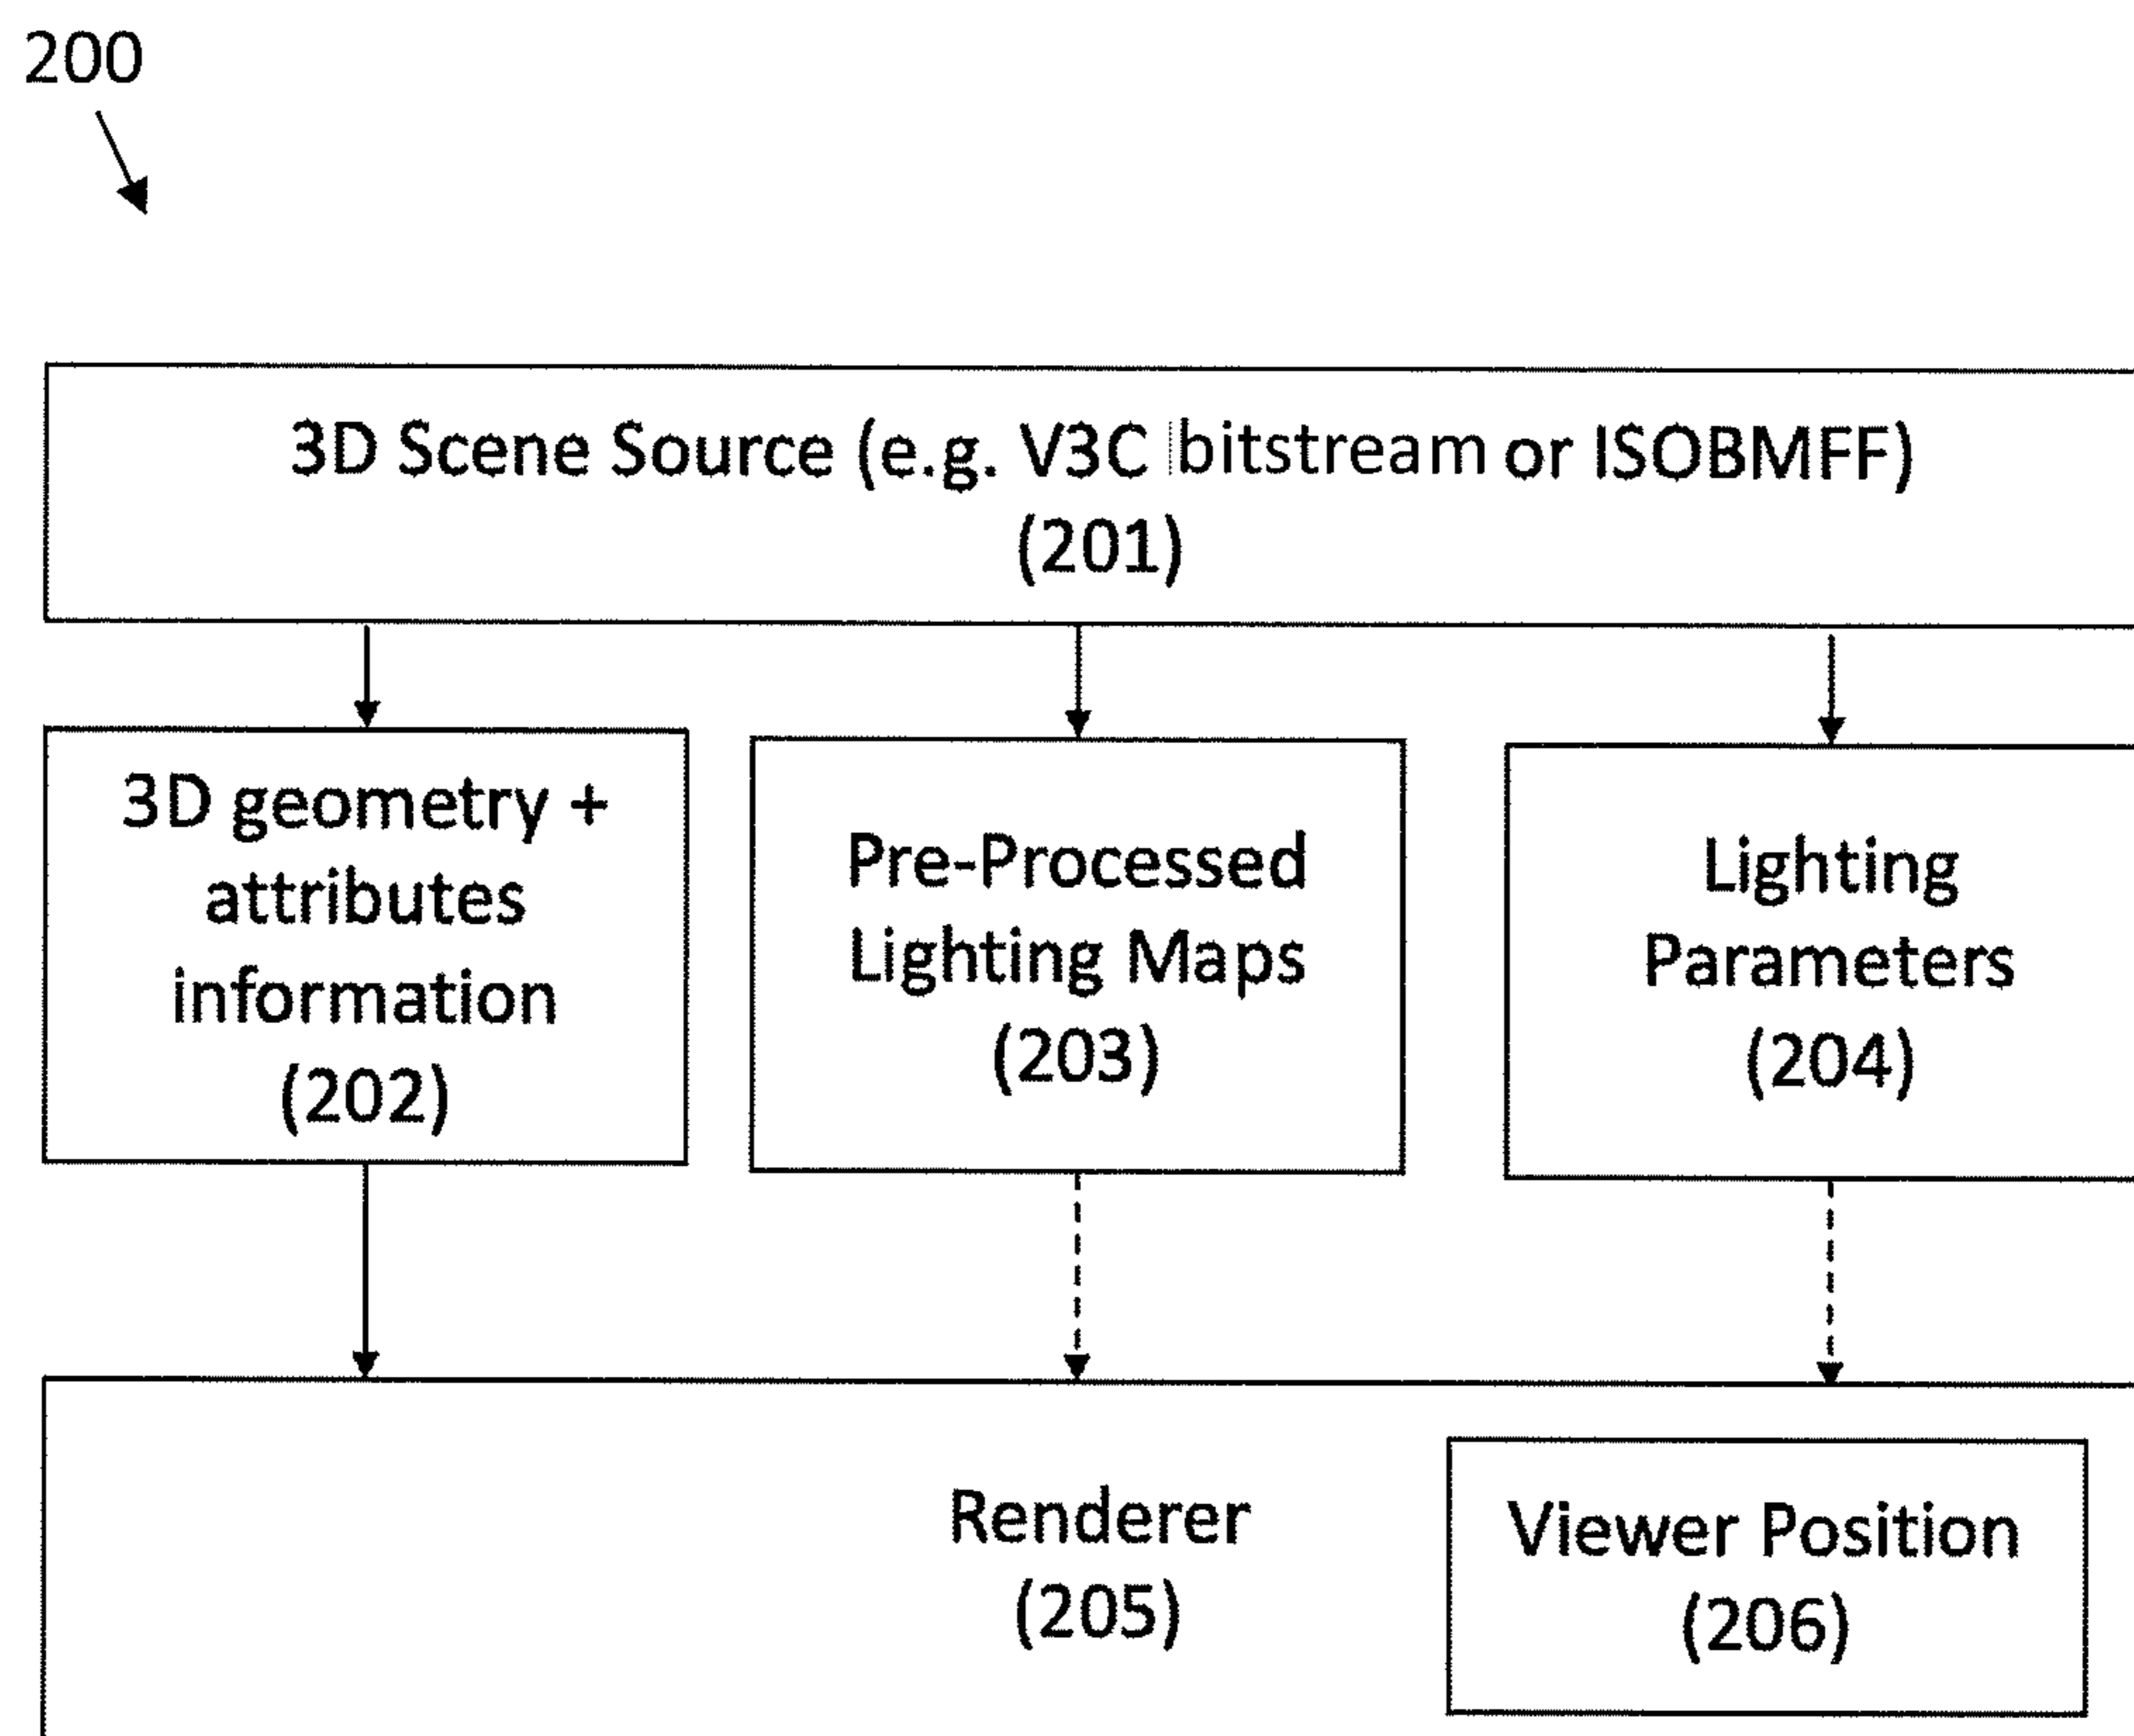 200
3D Scene Source (e.g. V3C bitstream or ISOBMFF)
(201)
3D geometry +
attributes
information
(202)
Pre-Processed
Lighting Maps
(203)
Lighting
Parameters
(204)
Renderer
(205)
Viewer Position
(206)